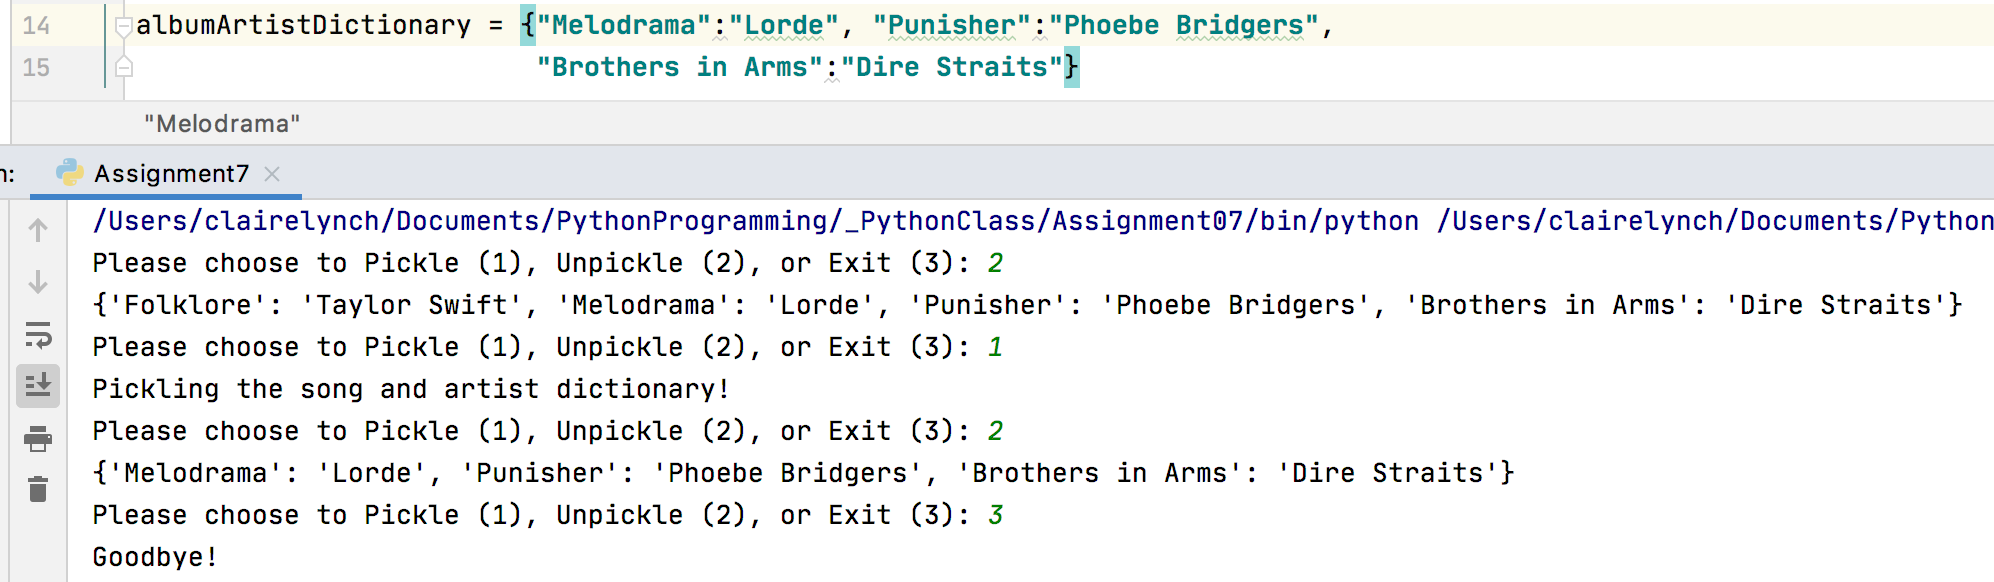 14 albumArtistDictionary = {"Melodrama":"Lorde", "Punisher":"Phoebe Bridgers",
15 "Brothers in Arms":"Dire Straits"}
"Melodrama"
n: Assignment7
/Users/clairelynch/Documents/PythonProgramming/_PythonClass/Assignment07/bin/python /Users/clairelynch/Documents/Python
Please choose to Pickle (1), Unpickle (2), or Exit (3): 2
{'Folklore': 'Taylor Swift', 'Melodrama': 'Lorde', 'Punisher': 'Phoebe Bridgers', 'Brothers in Arms': 'Dire Straits'}
Please choose to Pickle (1), Unpickle (2), or Exit (3): 1
Pickling the song and artist dictionary!
Please choose to Pickle (1), Unpickle (2), or Exit (3): 2
{'Melodrama': 'Lorde', 'Punisher': 'Phoebe Bridgers', 'Brothers in Arms': 'Dire Straits'}
Please choose to Pickle (1), Unpickle (2), or Exit (3): 3
Goodbye!